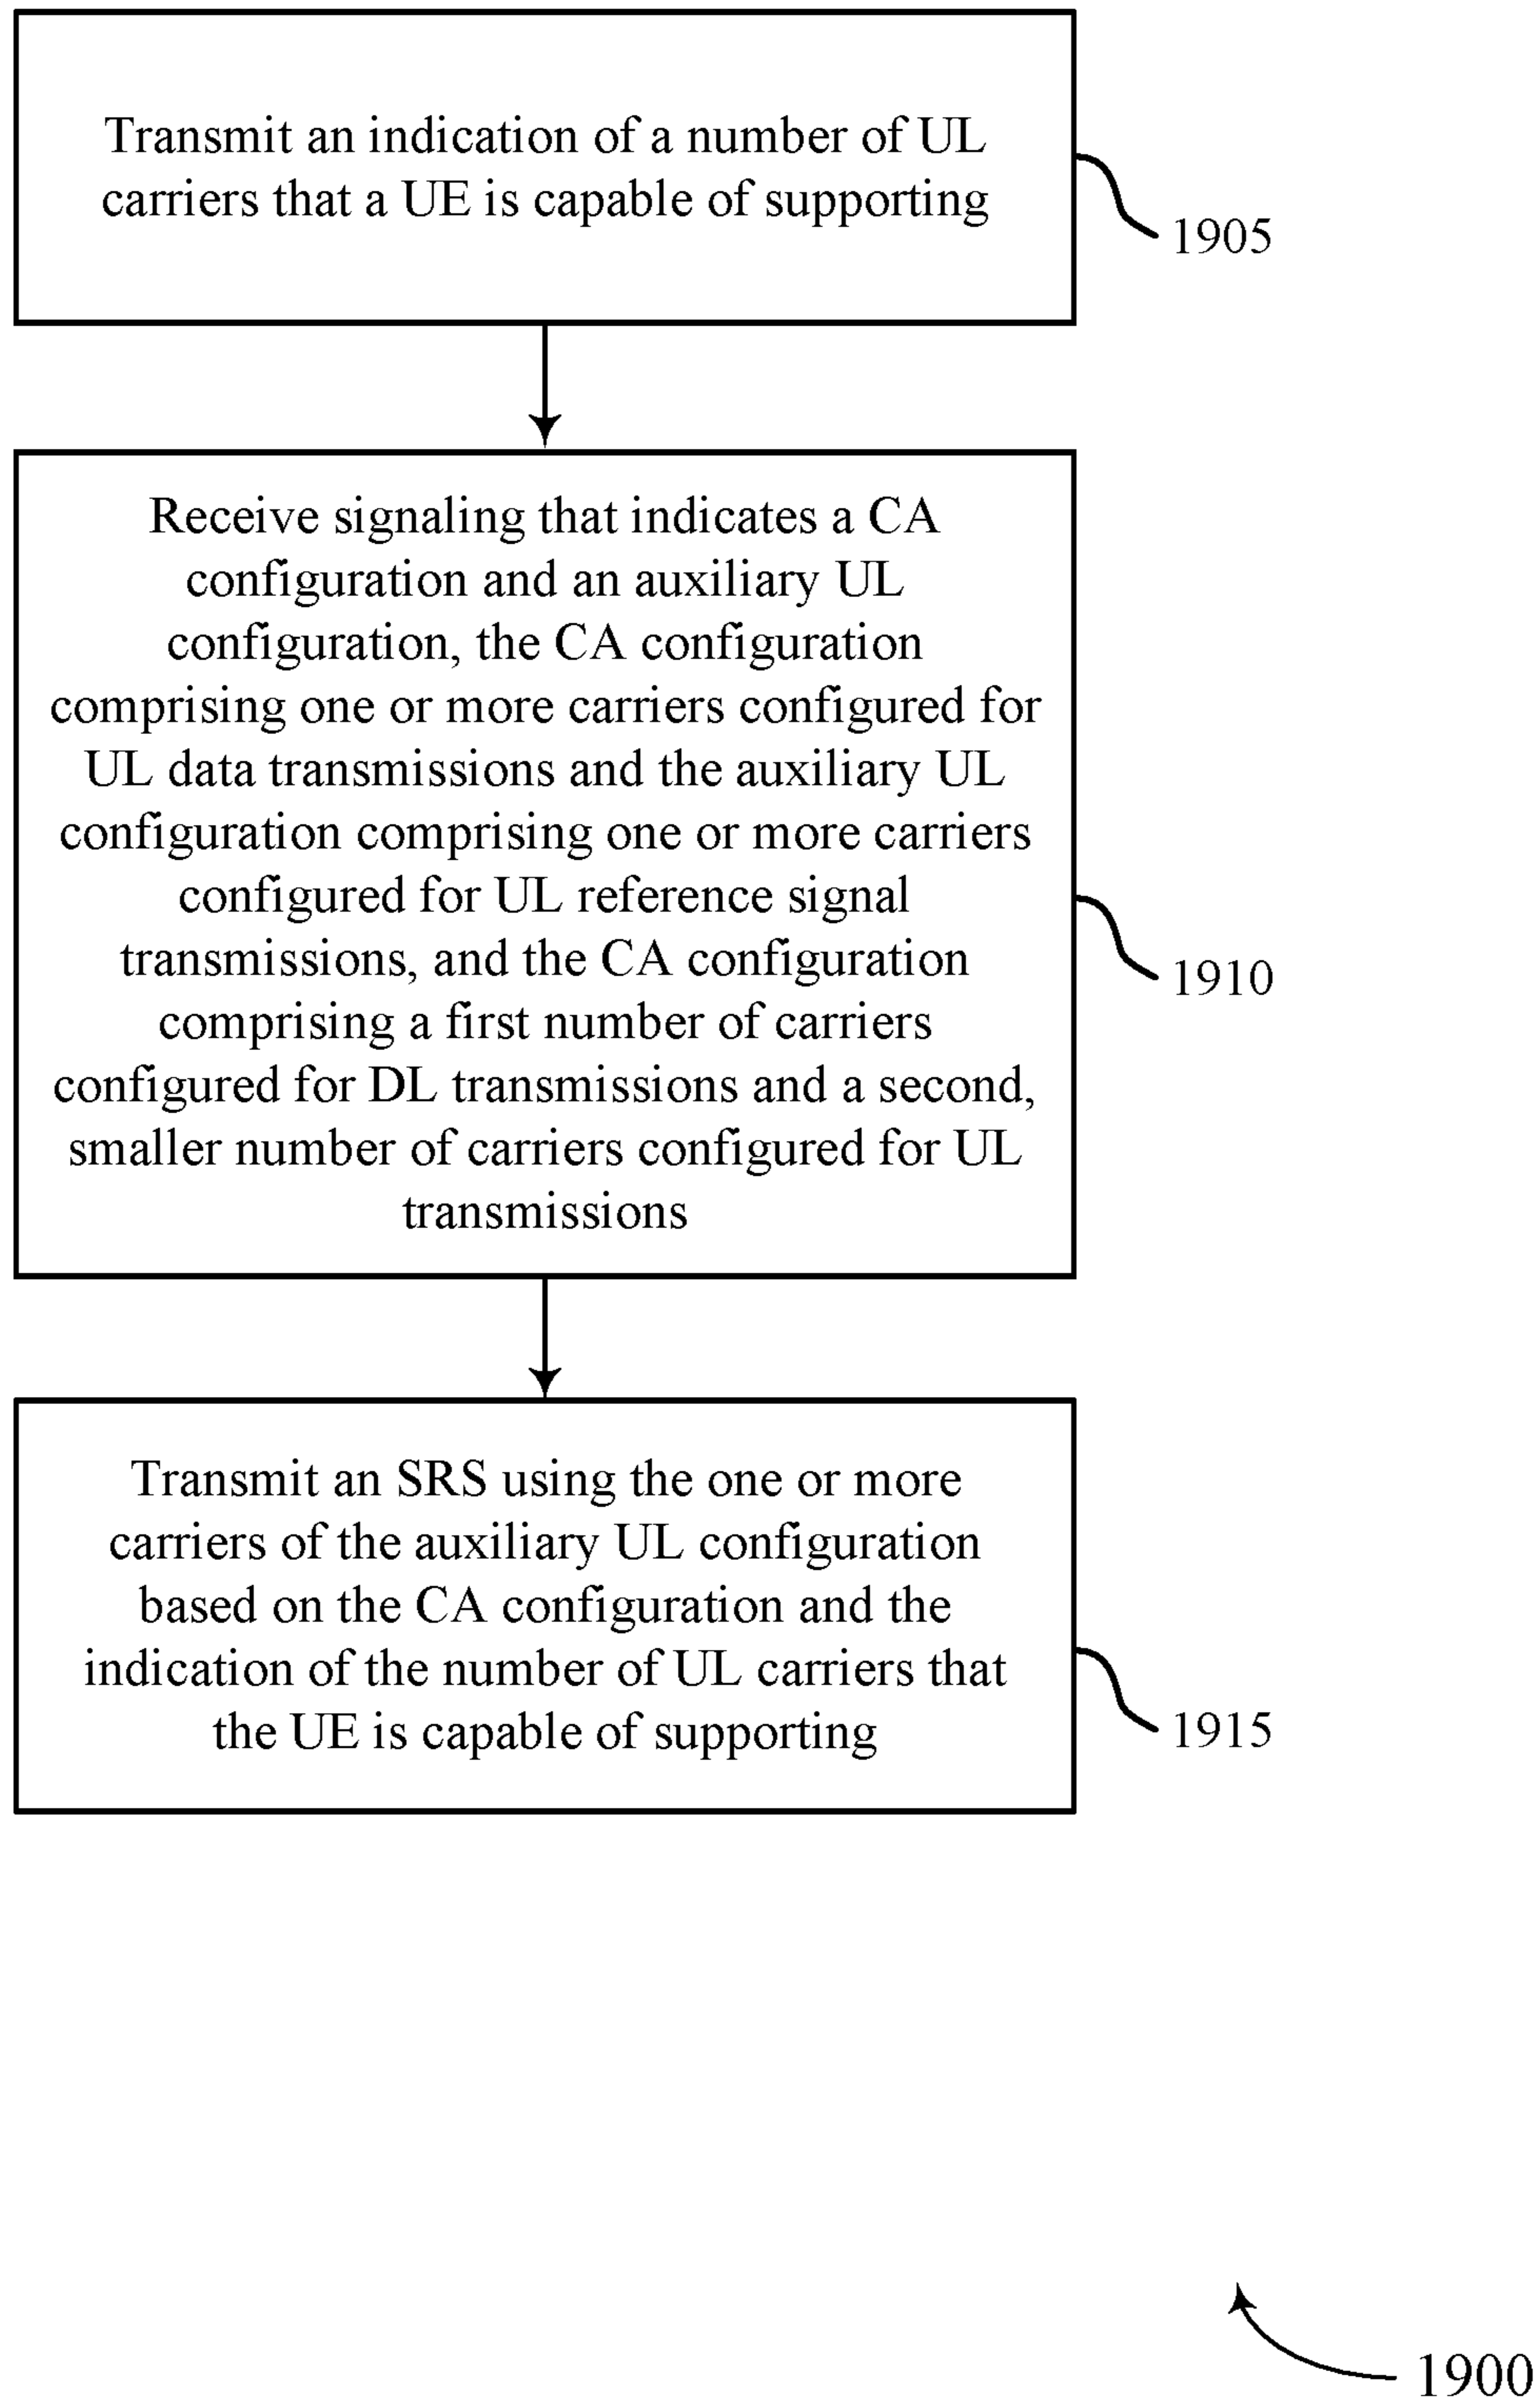 Transmit an indication of a number of UL
carriers that a UE is capable of supporting
1905
Receive signaling that indicates a CA
configuration and an auxiliary UL
configuration, the CA configuration
comprising one or more carriers configured for
UL data transmissions and the auxiliary UL
configuration comprising one or more carriers
configured for UL reference signal
transmissions, and the CA configuration
comprising a first number of carriers
configured for DL transmissions and a second,
smaller number of carriers configured for UL
transmissions
1910
Transmit an SRS using the one or more
carriers of the auxiliary UL configuration
based on the CA configuration and the
indication of the number of UL carriers that
the UE is capable of supporting
1915
1900